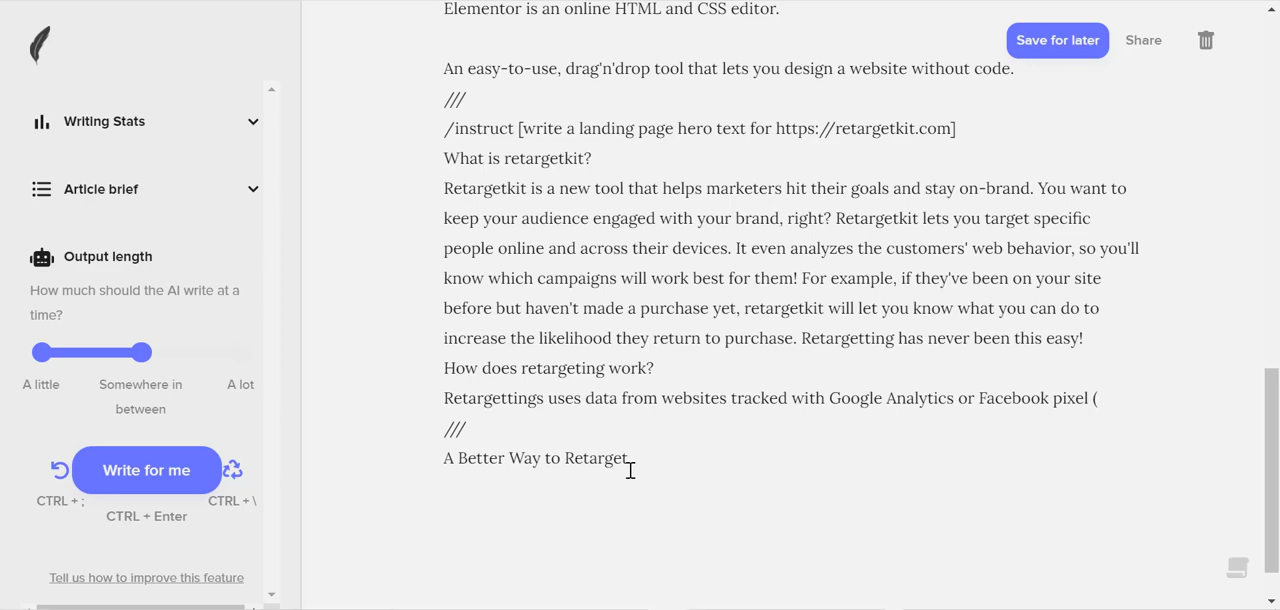 Elementor is an online HTML and CSS editor.
Save for later
Share
An easy-to-use, drag'n'drop tool that lets you design a website without code.
///
/instruct [write a landing page hero text for https://retargetkit.com]
What is retargetkit?
Retargetkit is a new tool that helps marketers hit their goals and stay on-brand. You want to
keep your audience engaged with your brand, right? Retargetkit lets you target specific
people online and across their devices. It even analyzes the customers' web behavior, so you'll
know which campaigns will work best for them! For example, if they've been on your site
before but haven't made a purchase yet, retargetkit will let you know what you can do to
increase the likelihood they return to purchase. Retargetting has never been this easy!
How does retargeting work?
Retargettings uses data from websites tracked with Google Analytics or Facebook pixel (
///
A Better Way to Retarget
Writing Stats
Article brief
Output length
How much should the AI write at a
time?
A little
Somewhere in
between
A lot
Write for me
CTRL + ;
CTRL + \
CTRL + Enter
Tell us how to improve this feature